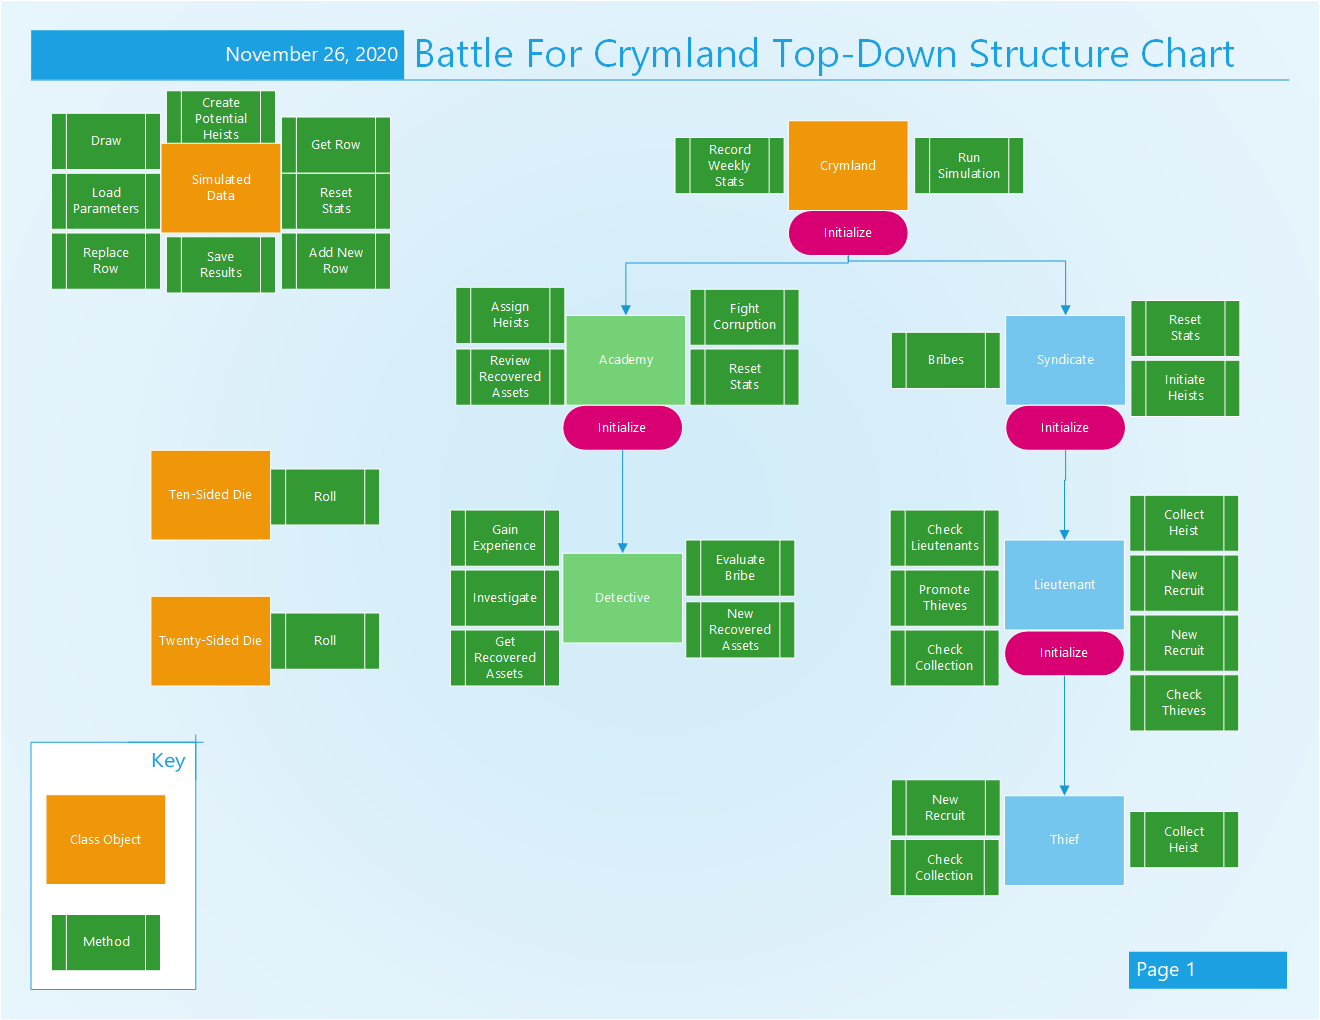 November 26, 2020
Battle For Crymland Top-Down Structure Chart
Create
Potential
Heists
Draw
Get Row
Simulated
Data
Load
Parameters
Reset
Stats
Replace
Row
Save
Results
Add New
Row
Record
Weekly
Stats
Crymland
Run
Simulation
Initialize
Assign
Heists
Fight
Corruption
Academy
Review
Recovered
Assets
Reset
Stats
Initialize
Bribes
Syndicate
Reset
Stats
Initiate
Heists
Initialize
Ten-Sided Die
Roll
Twenty-Sided Die
Roll
Gain
Experience
Investigate
Get
Recovered
Assets
Detective
Evaluate
Bribe
New
Recovered
Assets
Check
Lieutenants
Promote
Thieves
Check
Collection
Lieutenant
Initialize
Collect
Heist
New
Recruit
New
Recruit
Check
Thieves
New
Recruit
Check
Collection
Thief
Collect
Heist
Key
Class Object
Method
Page 1